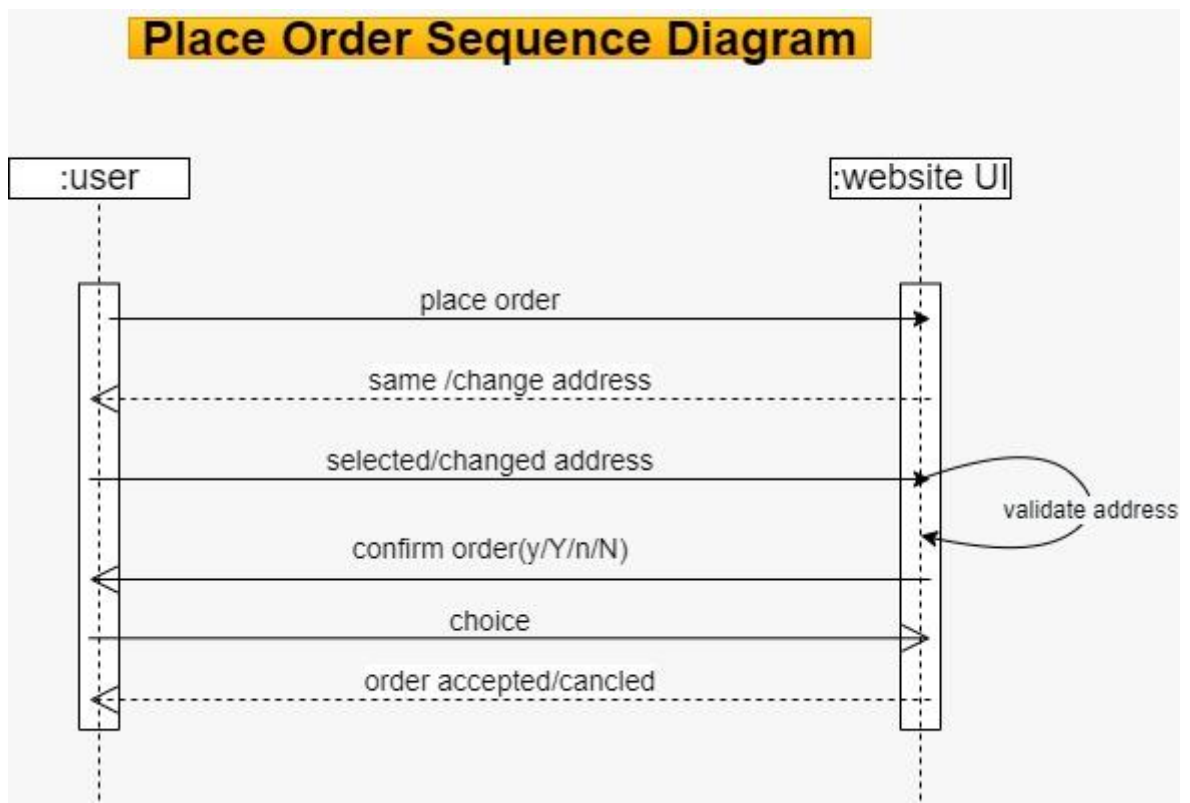 Place Order Sequence Diagram
:user
:website UI
place order
same /change address
selected/changed address
validate address
confirm order(y/Y/n/N)
choice
order accepted/cancled